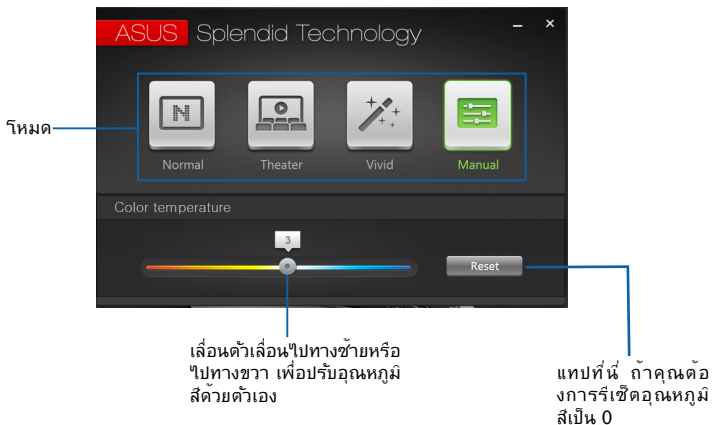 ASUS Splendid Technology
โหมด
Normal Theater Vivid Manual
Color temperature
3
Reset
เลื่อนตัวเลื่อนไปทางซ้ายหรือ
ไปทางขวา เพื่อปรับอุณหภูมิ
สีด้วยตัวเอง
แทปที่นี่ ถ้าคุณต้อ
งการรีเซ็ตอุณหภูมิ
สีเป็น 0